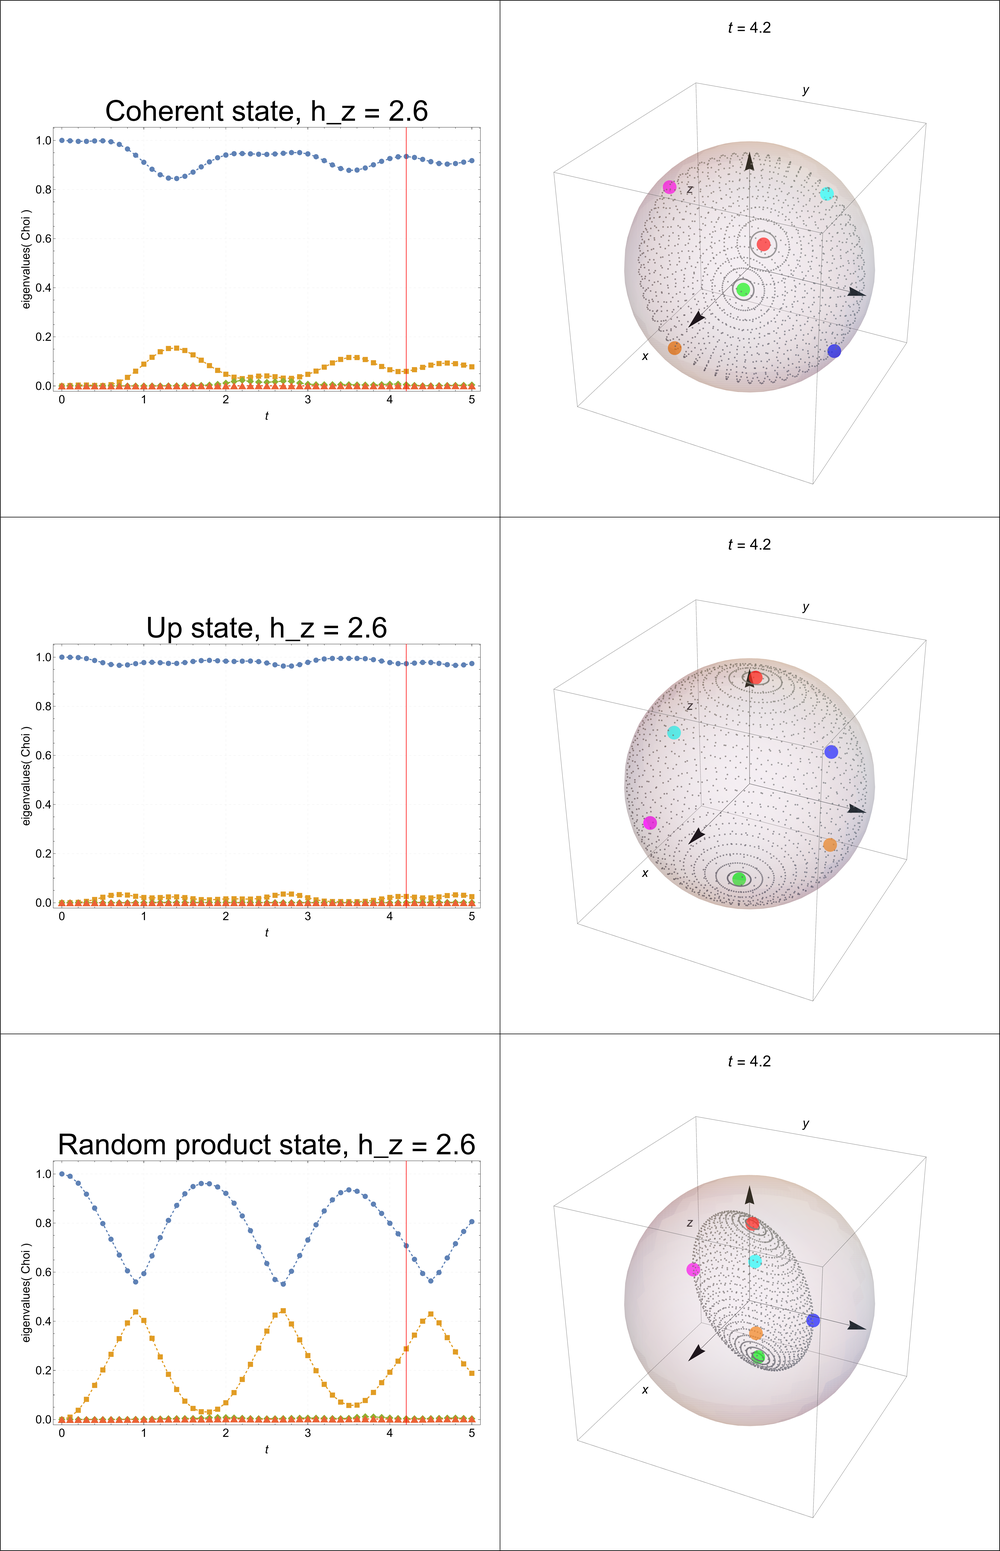 Coherent state, h_z = 2.6
eigenvalues( Choi )
1.0
0.8
0.6
0.4
0.2
0.0
0 1 2 3 4 5
t
t = 4.2
y
z
x
Up state, h_z = 2.6
eigenvalues( Choi )
1.0
0.8
0.6
0.4
0.2
0.0
0 1 2 3 4 5
t
t = 4.2
y
z
x
Random product state, h_z = 2.6
eigenvalues( Choi )
1.0
0.8
0.6
0.4
0.2
0.0
0 1 2 3 4 5
t
t = 4.2
y
z
x